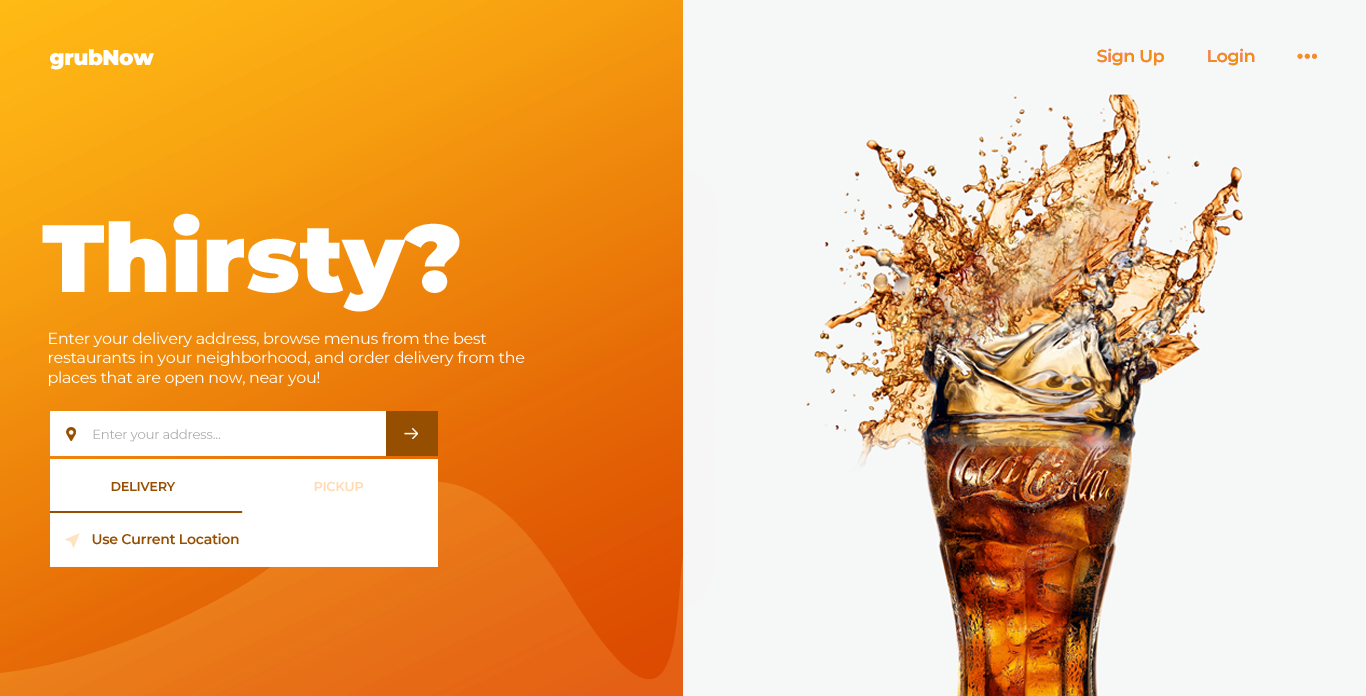 grubNow
Sign Up Login •••
Thirsty?
Enter your delivery address, browse menus from the best
restaurants in your neighborhood, and order delivery from the
places that are open now, near you!
Enter your address...
DELIVERY PICKUP
Use Current Location
Coca-Cola